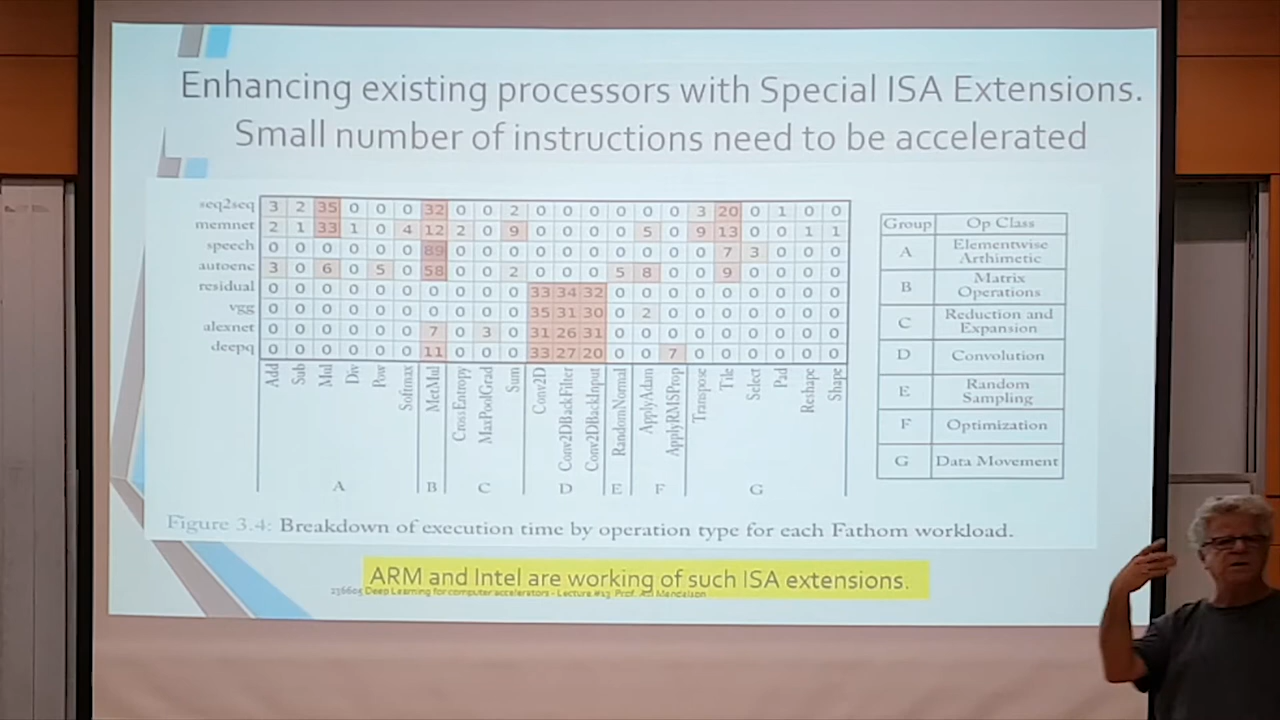 Enhancing existing processors with Special ISA Extensions.
Small number of instructions need to be accelerated
seq2seq 3 2 35 0 0 0 32 0 0 2 0 0 0 0 0 0 3 20 0 1 0 0
memnet 2 1 33 1 0 4 12 2 0 9 0 0 0 0 5 0 9 13 0 0 1 1
speech 0 0 0 0 0 0 89 0 0 0 0 0 0 0 0 0 0 7 3 0 0 0
autoenc 3 0 6 0 5 0 58 0 0 2 0 0 0 5 8 0 0 9 0 0 0 0
residual 0 0 0 0 0 0 0 0 0 0 33 34 32 0 0 0 0 0 0 0 0 0
vgg 0 0 0 0 0 0 0 0 0 0 35 31 30 0 2 0 0 0 0 0 0 0
alexnet 0 0 0 0 0 0 7 0 3 0 31 26 31 0 0 0 0 0 0 0 0 0
deepq 0 0 0 0 0 0 11 0 0 0 33 27 20 0 0 7 0 0 0 0 0 0
Add Sub Mul Div Pow Softmax MatMul CrossEntropy MaxPoolGrad Sum Conv2D Conv2DBackFilter Conv2DBackInput RandomNormal ApplyAdam ApplyRMSProp Transpose Tile Select Pad Reshape Shape
A B C D E F G
Group Op Class
A Elementwise
Arthimetic
B Matrix
Operations
C Reduction and
Expansion
D Convolution
E Random
Sampling
F Optimization
G Data Movement
Figure 3.4: Breakdown of execution time by operation type for each Fathom workload.
ARM and Intel are working of such ISA extensions.
236605 Deep Learning for computer accelerators - Lecture #13 Prof. Avi Mendelson